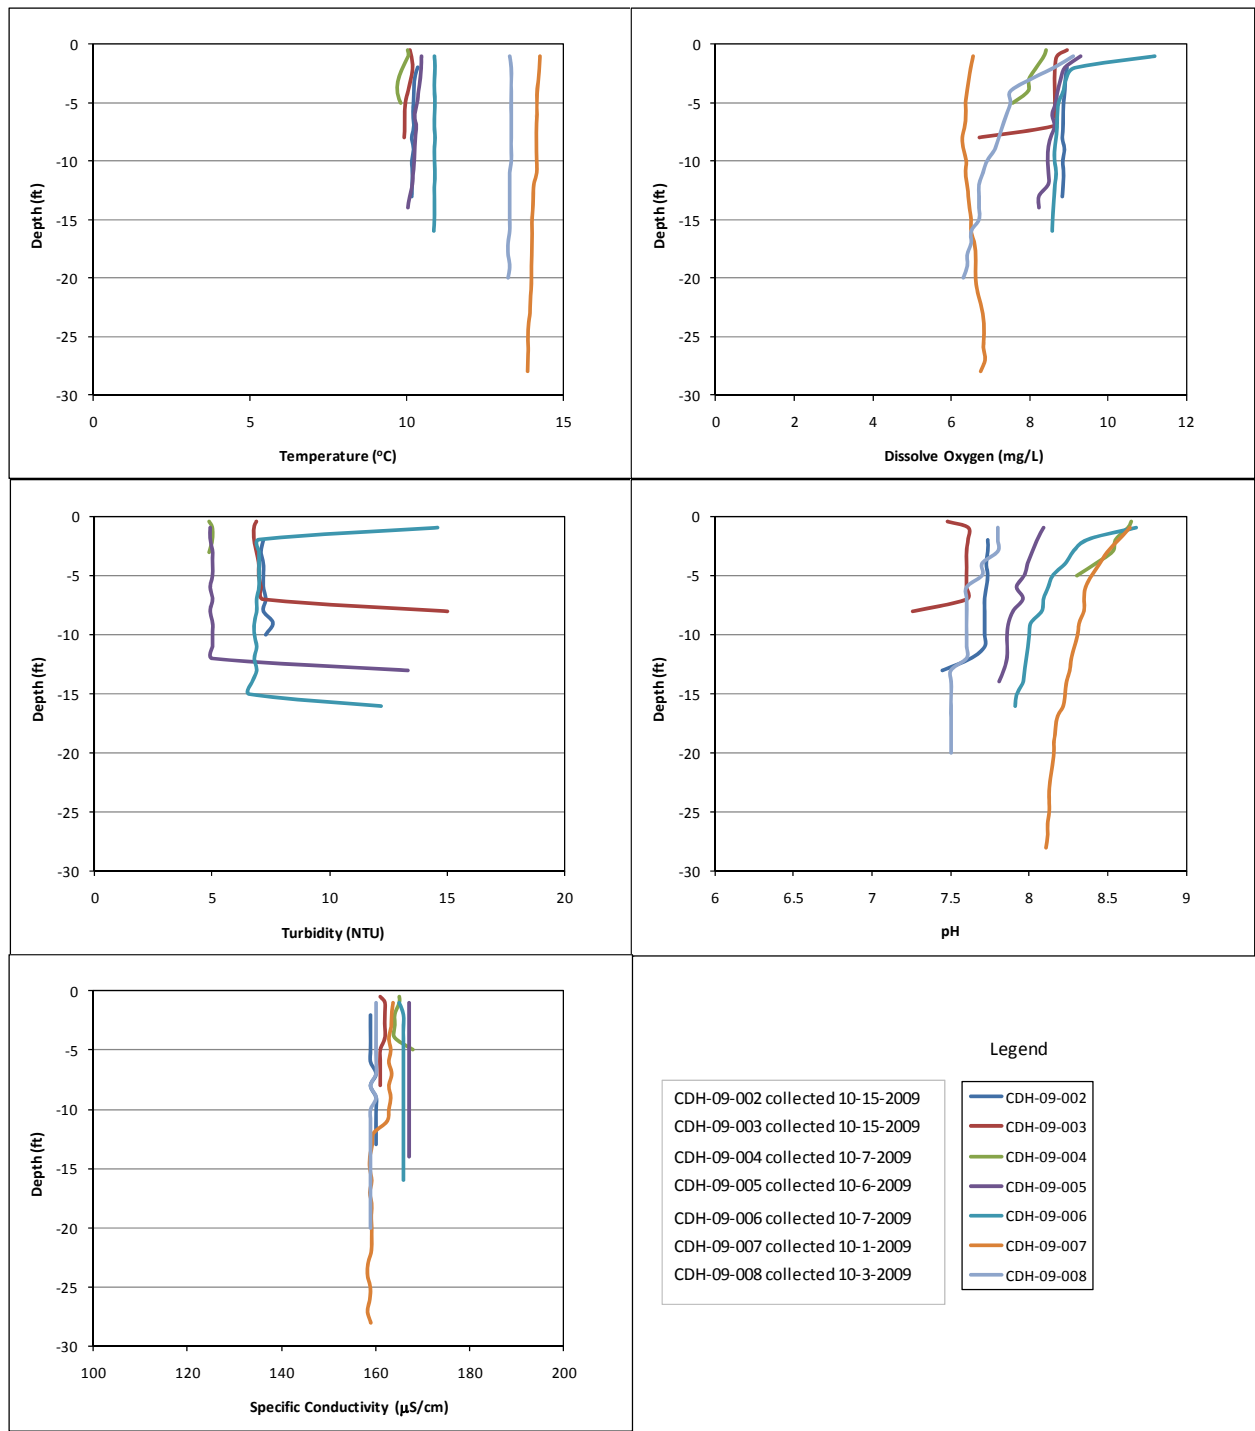 0
-5
-10
-15
-20
-25
-30
Depth (ft)
0 5 10 15
Temperature (°C)
0
-5
-10
-15
-20
-25
-30
Depth (ft)
0 2 4 6 8 10 12
Dissolve Oxygen (mg/L)
0
-5
-10
-15
-20
-25
-30
Depth (ft)
0 5 10 15 20
Turbidity (NTU)
0
-5
-10
-15
-20
-25
-30
Depth (ft)
6 6.5 7 7.5 8 8.5 9
pH
0
-5
-10
-15
-20
-25
-30
Depth (ft)
100 120 140 160 180 200
Specific Conductivity (µS/cm)
CDH-09-002 collected 10-15-2009
CDH-09-003 collected 10-15-2009
CDH-09-004 collected 10-7-2009
CDH-09-005 collected 10-6-2009
CDH-09-006 collected 10-7-2009
CDH-09-007 collected 10-1-2009
CDH-09-008 collected 10-3-2009
Legend
CDH-09-002
CDH-09-003
CDH-09-004
CDH-09-005
CDH-09-006
CDH-09-007
CDH-09-008